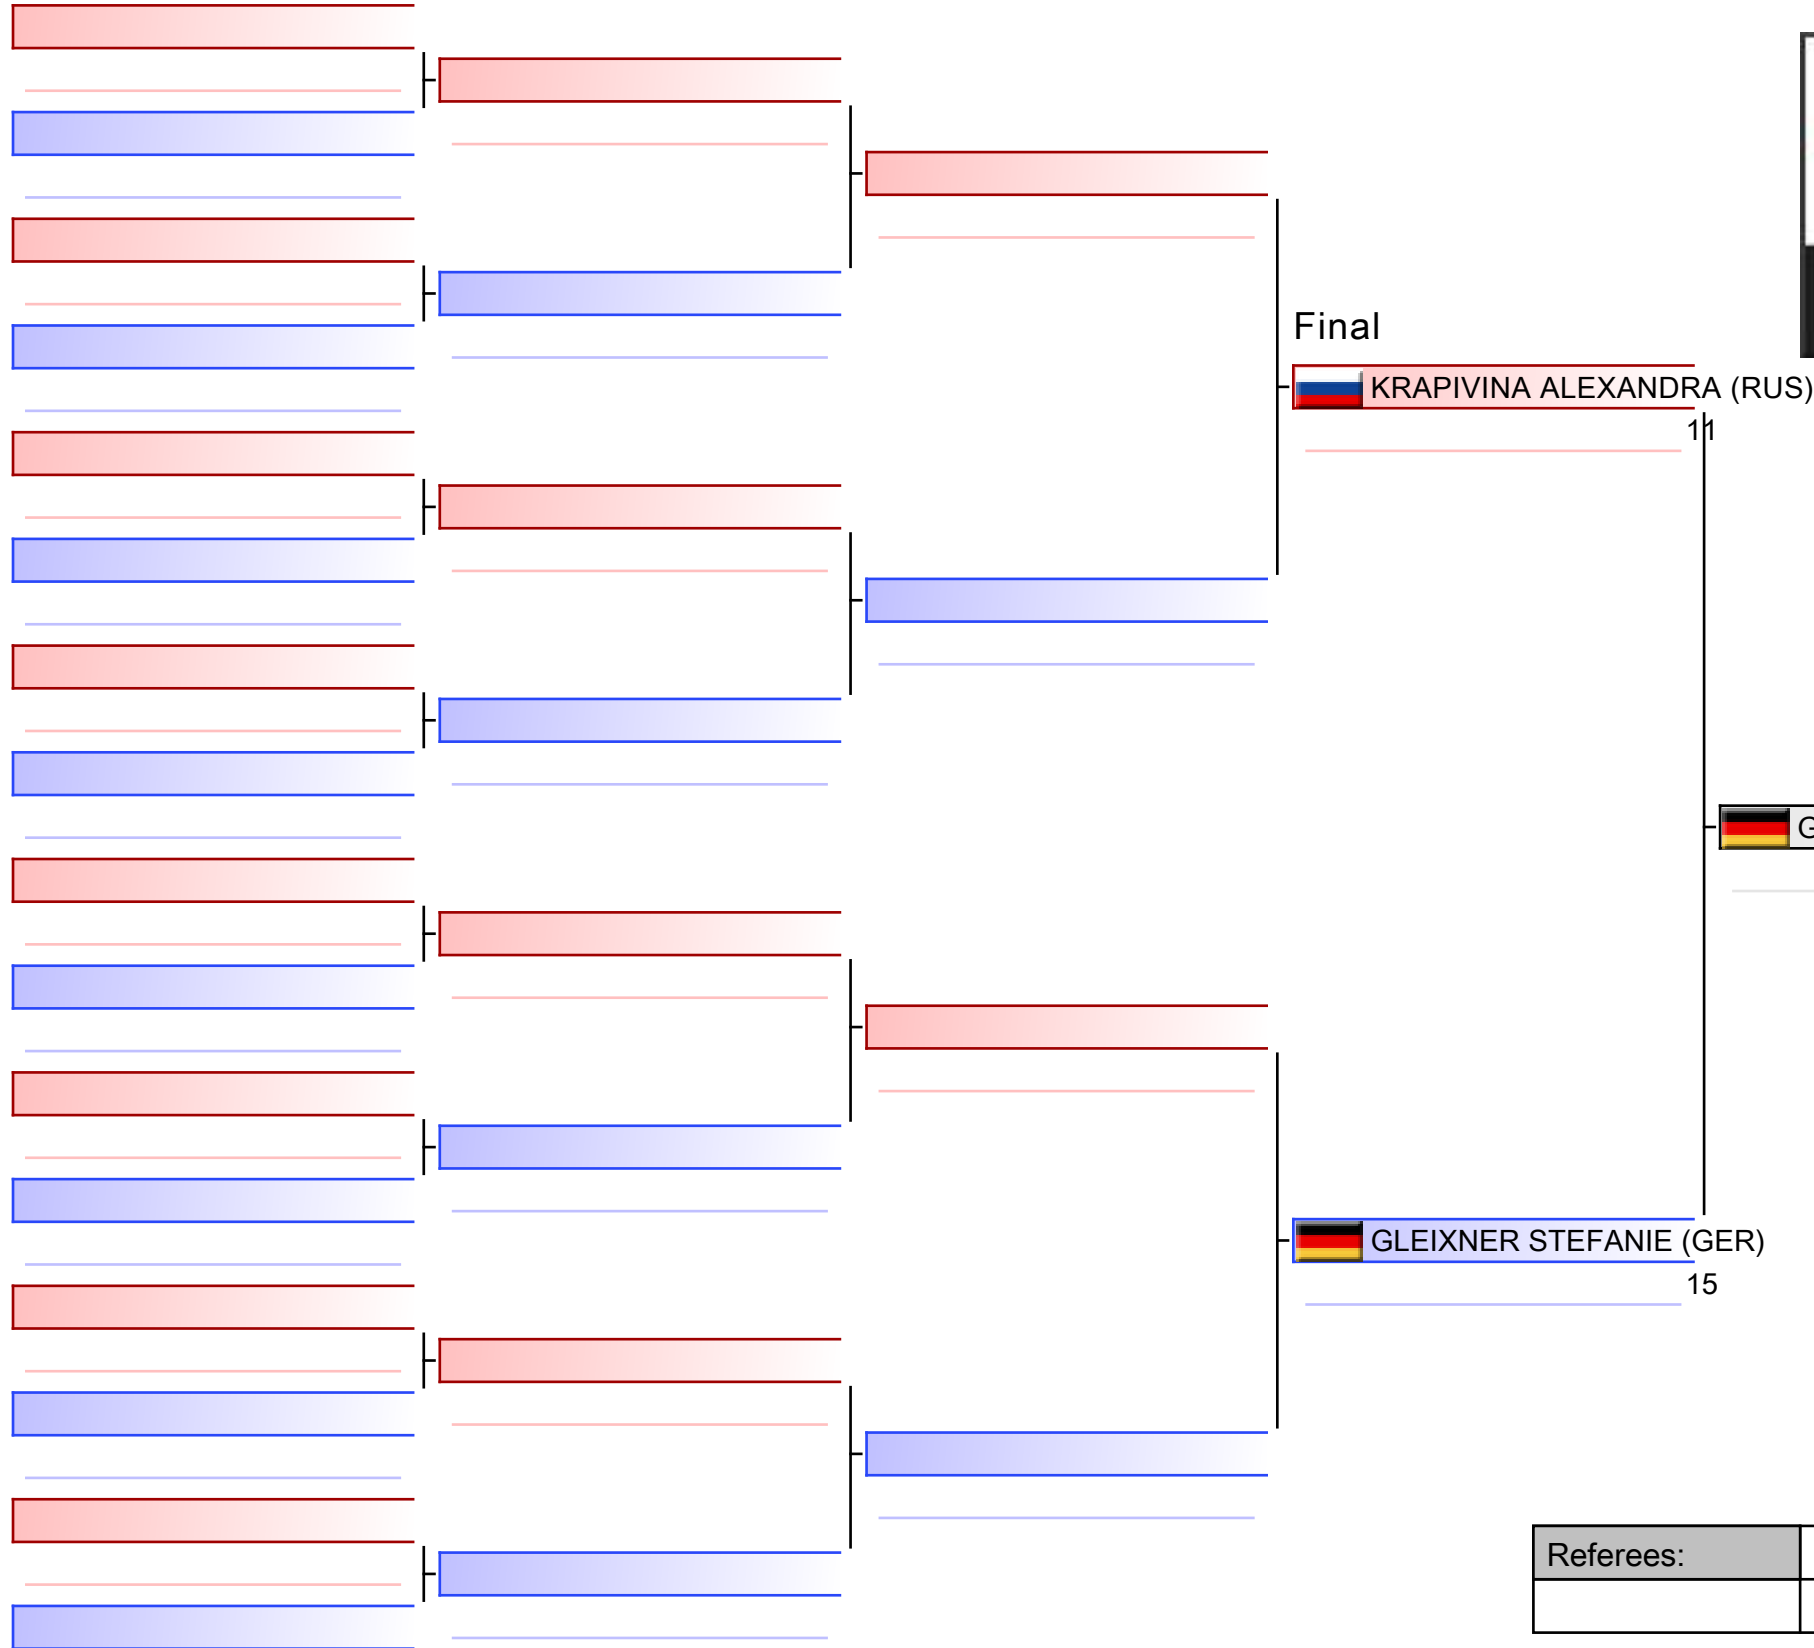 Final
KRAPIVINA ALEXANDRA (RUS)
11
G
GLEIXNER STEFANIE (GER)
15
Referees: